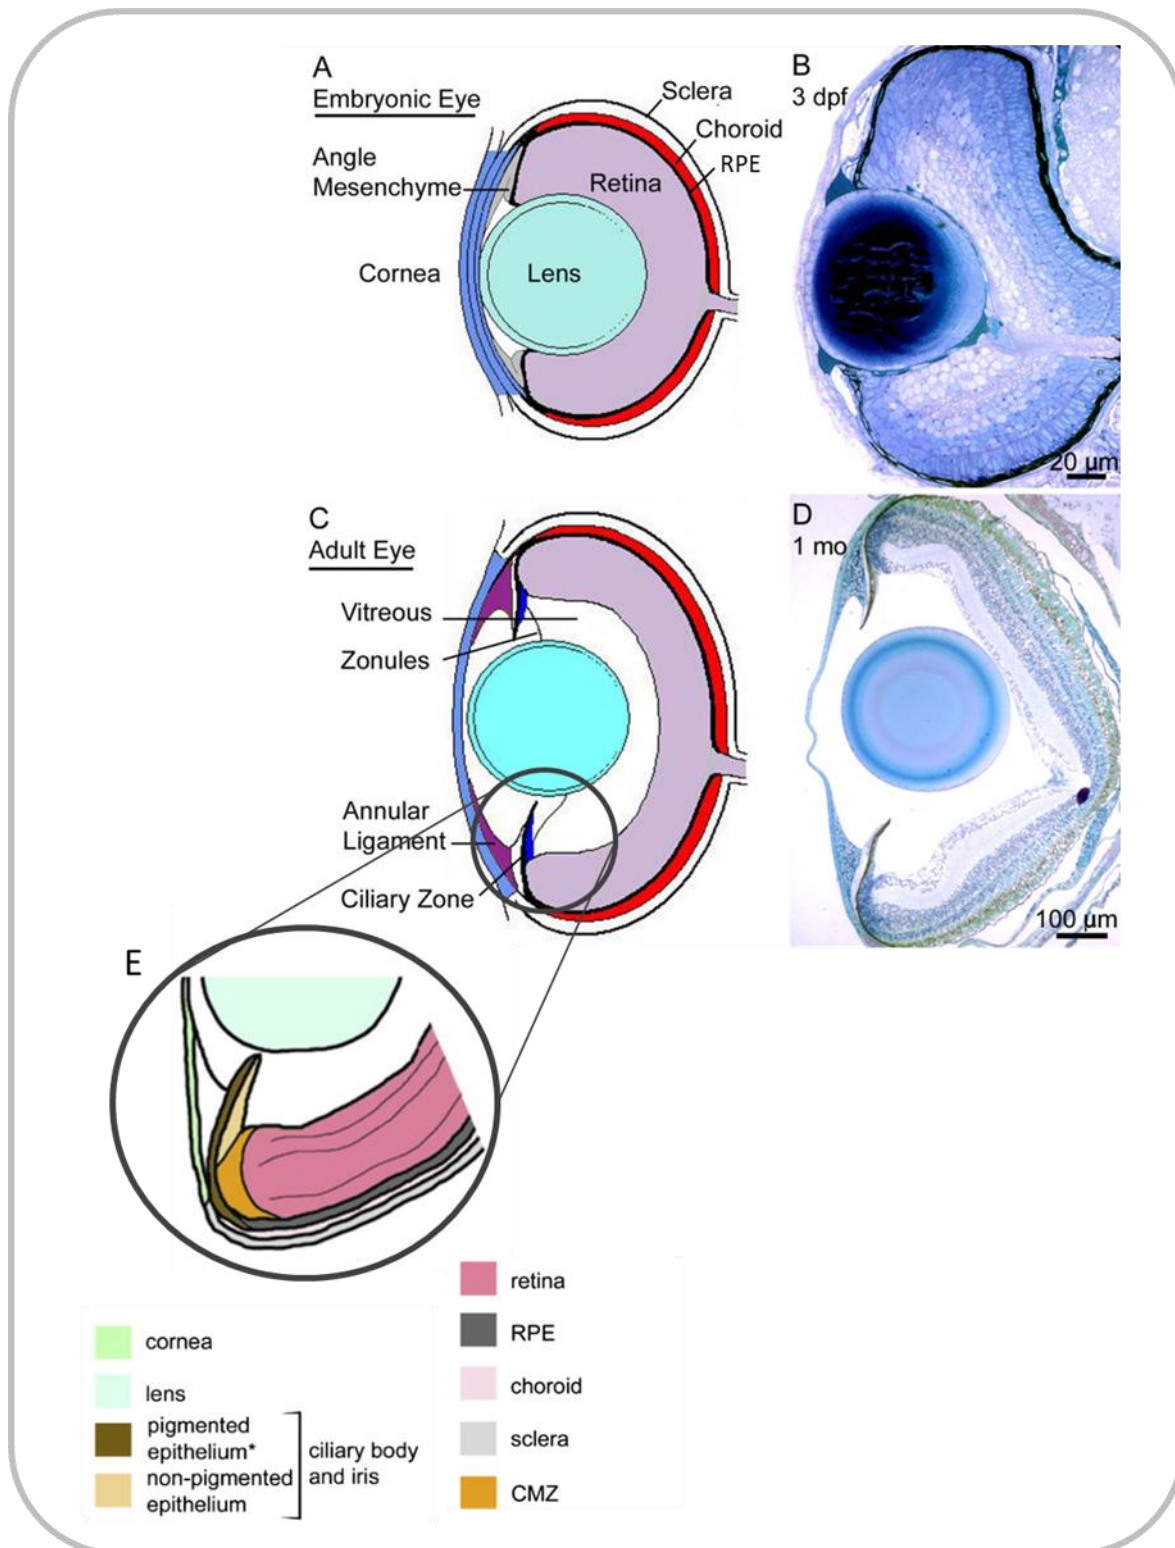 A
Embryonic Eye
Angle
Mesenchyme
Cornea
Lens
Retina
Sclera
Choroid
RPE
B
3 dpf
20 µm
C
Adult Eye
Vitreous
Zonules
Annular
Ligament
Ciliary Zone
D
1 mo
100 µm
E
cornea
lens
pigmented
epithelium*
non-pigmented
epithelium
ciliary body
and iris
retina
RPE
choroid
sclera
CMZ